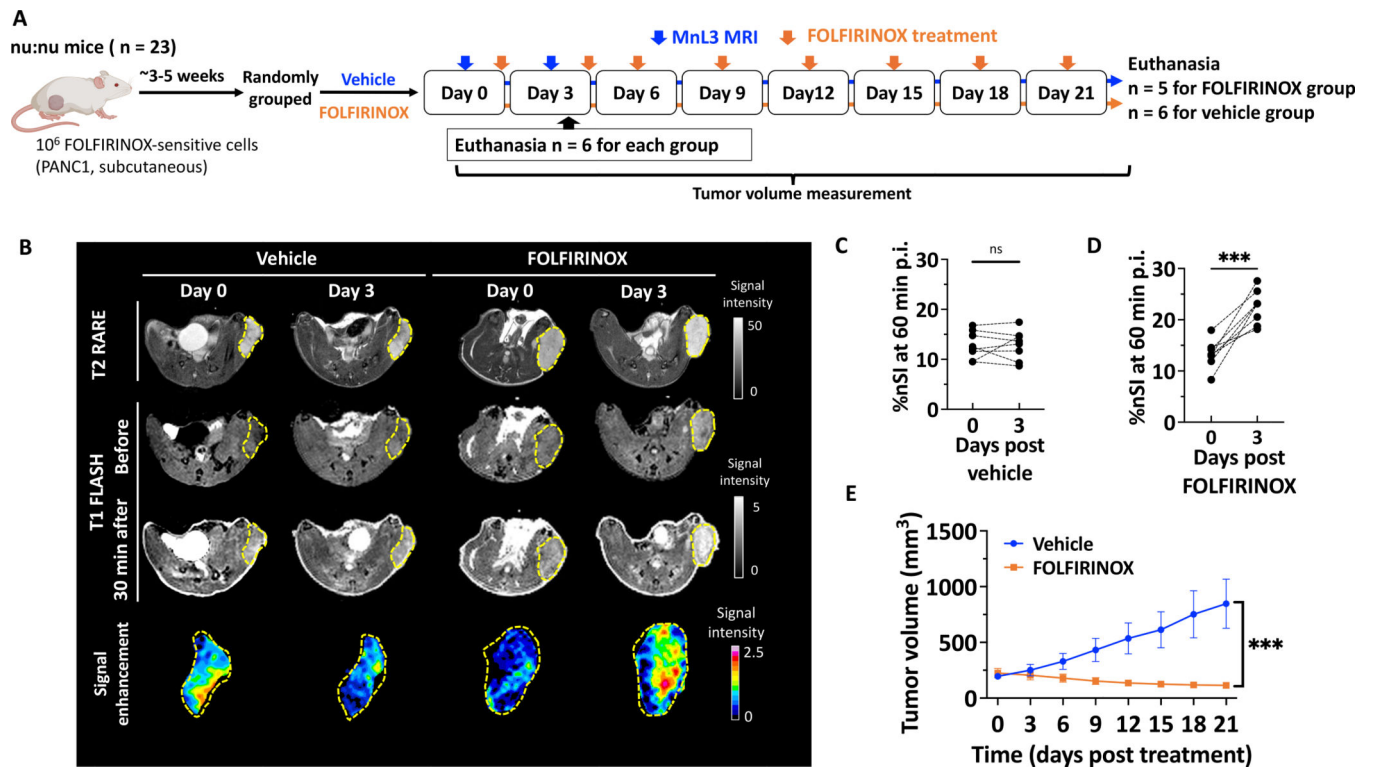 A
nu:nu mice ( n = 23)
~3-5 weeks
Randomly
grouped
Vehicle
FOLFIRINOX
10⁶ FOLFIRINOX-sensitive cells
(PANC1, subcutaneous)
MnL3 MRI
FOLFIRINOX treatment
Day 0
Day 3
Day 6
Day 9
Day12
Day 15
Day 18
Day 21
Euthanasia
n = 5 for FOLFIRINOX group
n = 6 for vehicle group
Euthanasia n = 6 for each group
Tumor volume measurement
B
Vehicle
FOLFIRINOX
Day 0
Day 3
Day 0
Day 3
Signal
intensity
50
0
T2 RARE
T1 FLASH
Before
30 min after
Signal
intensity
5
0
Signal
enhancement
Signal
intensity
2.5
0
C
ns
%nSI at 60 min p.i.
30
20
10
0
0
3
Days post
vehicle
D
***
%nSI at 60 min p.i.
30
20
10
0
0
3
Days post
FOLFIRINOX
E
Tumor volume (mm³)
1500
1000
500
0
Vehicle
FOLFIRINOX
***
0 3 6 9 12 15 18 21
Time (days post treatment)